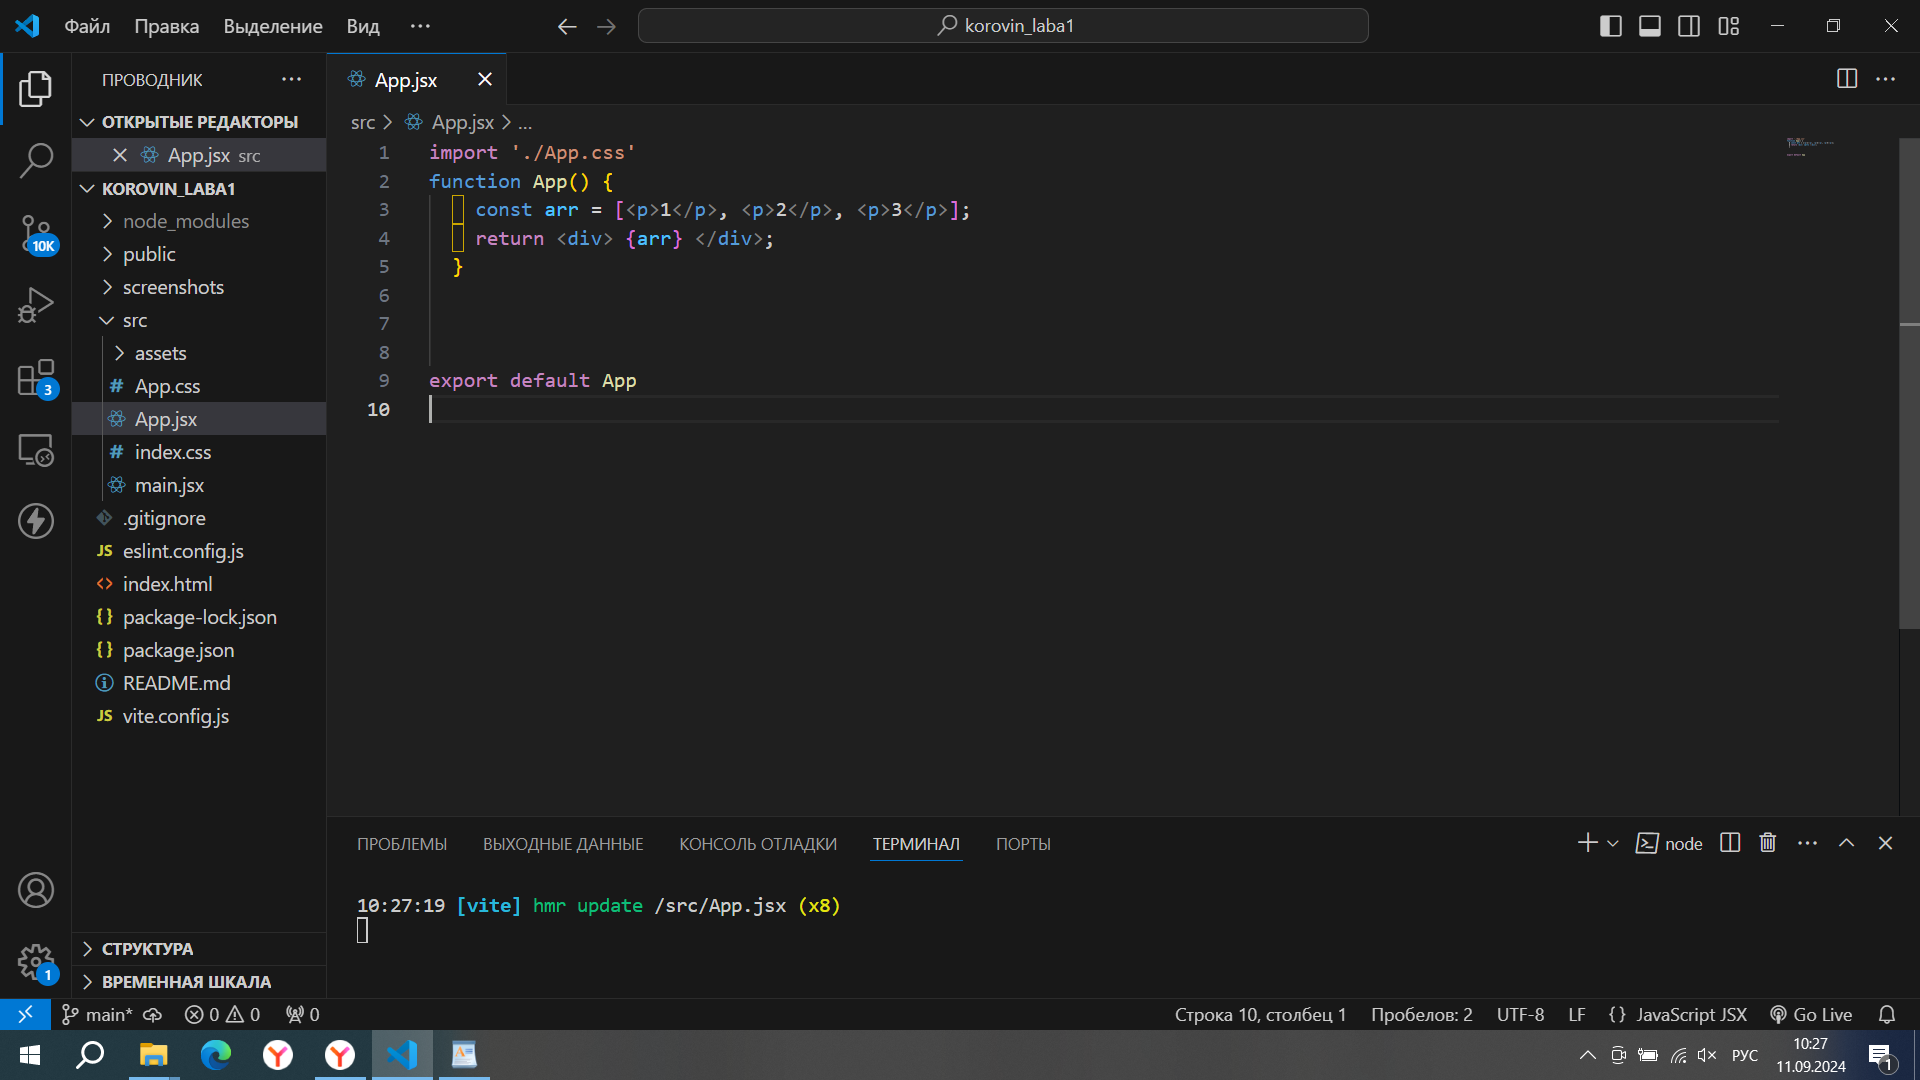 Файл Правка Выделение Вид ··· korovin_laba1
ПРОВОДНИК ···
App.jsx
ОТКРЫТЫЕ РЕДАКТОРЫ
App.jsx src
KOROVIN_LABA1
node_modules
public
screenshots
src
assets
App.css
App.jsx
index.css
main.jsx
.gitignore
JS eslint.config.js
index.html
{} package-lock.json
{} package.json
README.md
JS vite.config.js
СТРУКТУРА
ВРЕМЕННАЯ ШКАЛА
10K
3
1
src > App.jsx > ...
1 import './App.css'
2 function App() {
3 const arr = [<p>1</p>, <p>2</p>, <p>3</p>];
4 return <div> {arr} </div>;
5 }
6
7
8
9 export default App
10
ПРОБЛЕМЫ ВЫХОДНЫЕ ДАННЫЕ КОНСОЛЬ ОТЛАДКИ ТЕРМИНАЛ ПОРТЫ node
10:27:19 [vite] hmr update /src/App.jsx (x8)
main* 0 0 0 Строка 10, столбец 1 Пробелов: 2 UTF-8 LF {} JavaScript JSX Go Live
РУС 10:27
11.09.2024 1